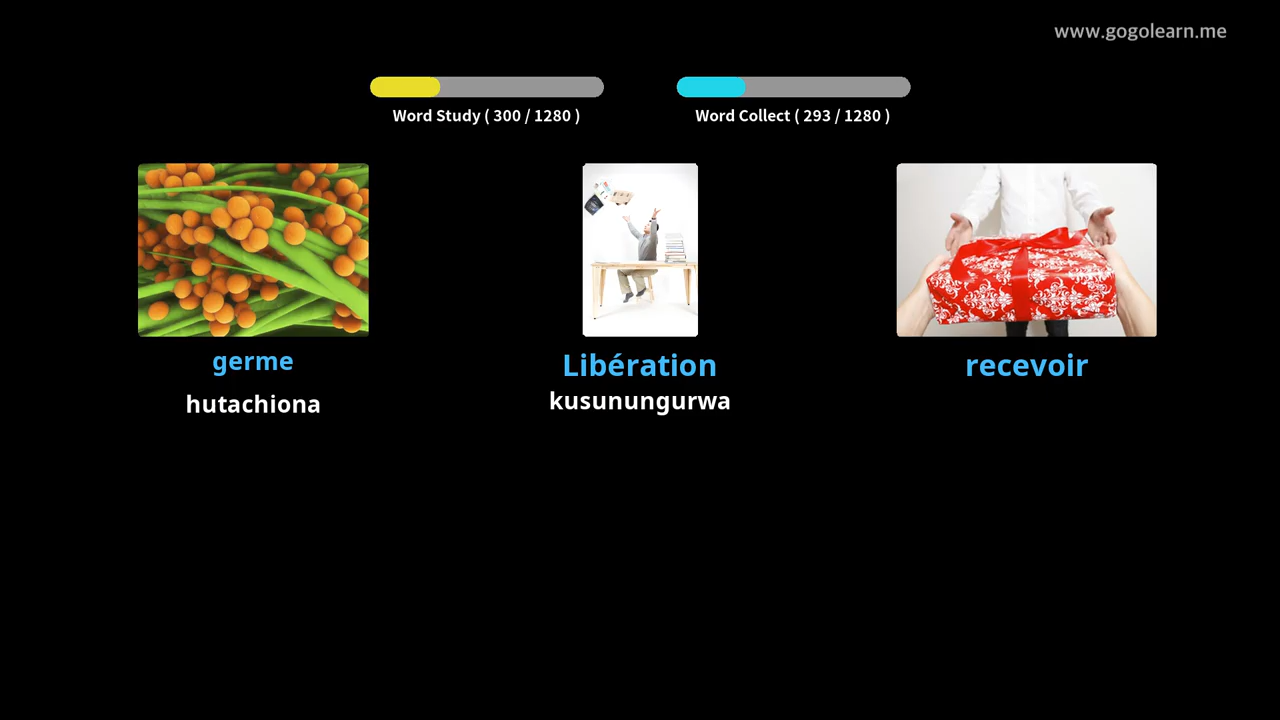 www.gogolearn.me
Word Study ( 300 / 1280 )
Word Collect ( 293 / 1280 )
germe
hutachiona
Libération
kusunungurwa
recevoir